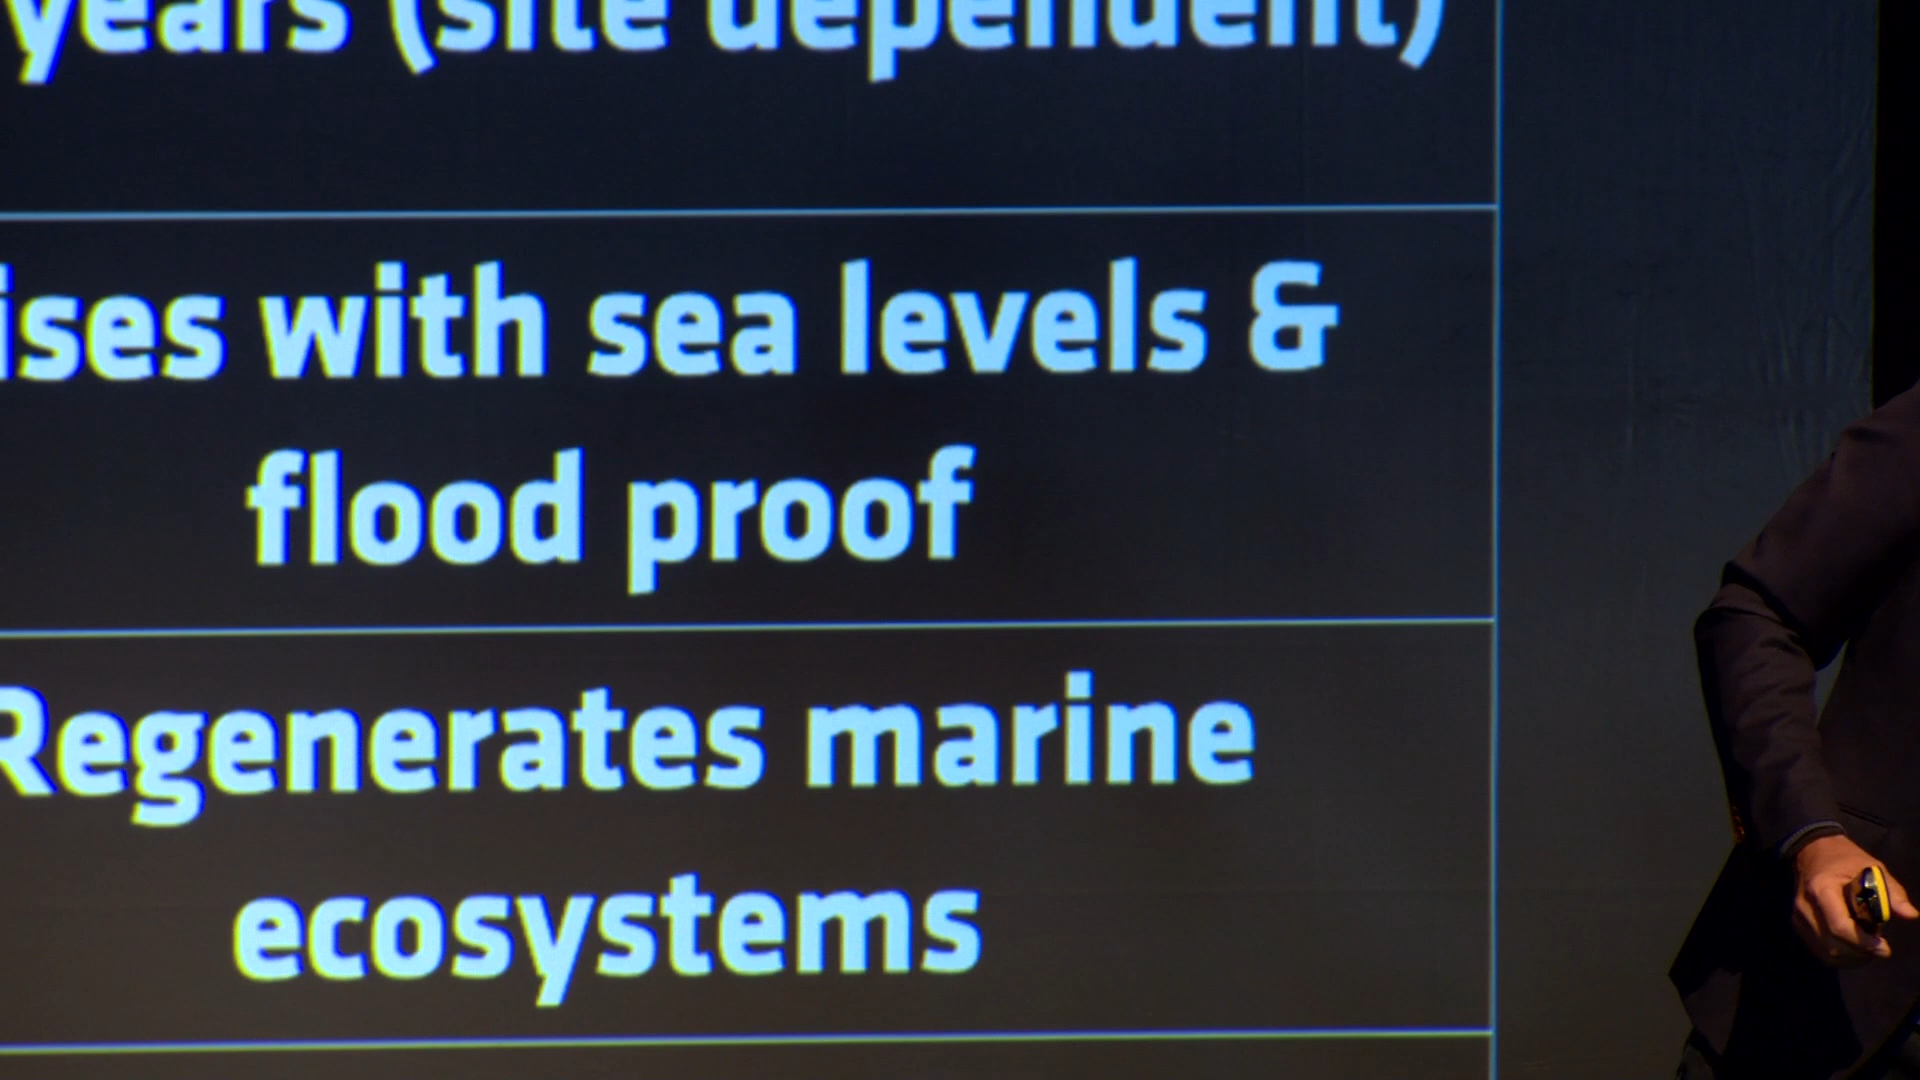 years (site dependent)
ises with sea levels &
flood proof
Regenerates marine
ecosystems